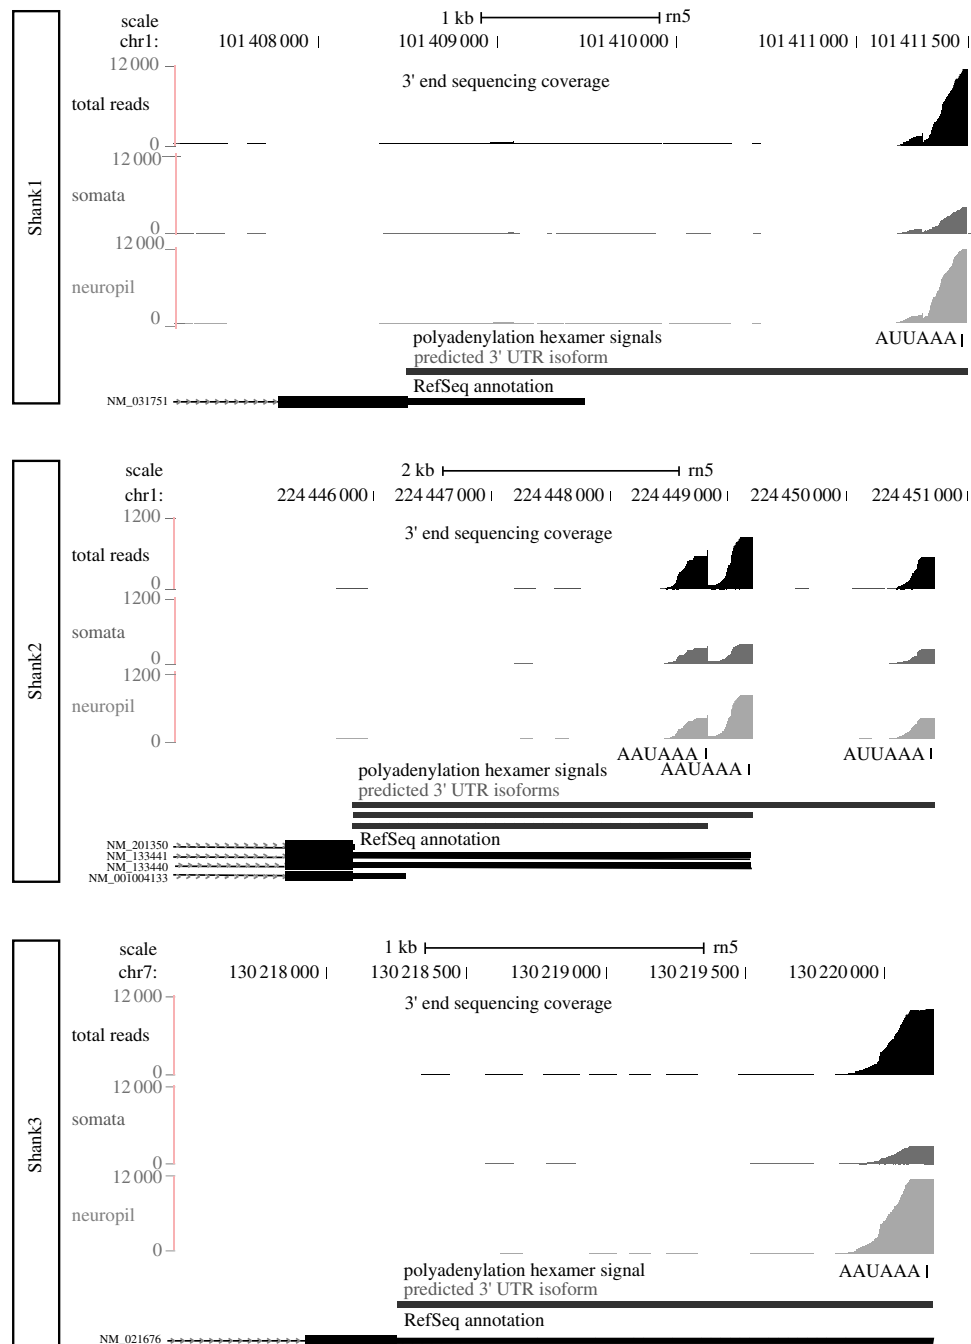 Shank1
scale 1 kb rn5
chr1: 101 408 000 101 409 000 101 410 000 101 411 000 101 411 500
12 000
3' end sequencing coverage
total reads
0
12 000
somata
0
12 000
neuropil
0
polyadenylation hexamer signals AUUAAA
predicted 3' UTR isoform
RefSeq annotation
NM_031751
Shank2
scale 2 kb rn5
chr1: 224 446 000 224 447 000 224 448 000 224 449 000 224 450 000 224 451 000
1200
3' end sequencing coverage
total reads
0
1200
somata
0
1200
neuropil
0
AAUAAA AUUAAA
polyadenylation hexamer signals AAUAAA
predicted 3' UTR isoforms
RefSeq annotation
NM_201350
NM_133441
NM_133440
NM_001004133
Shank3
scale 1 kb rn5
chr7: 130 218 000 130 218 500 130 219 000 130 219 500 130 220 000
12 000
3' end sequencing coverage
total reads
0
12 000
somata
0
12 000
neuropil
0
polyadenylation hexamer signal AAUAAA
predicted 3' UTR isoform
RefSeq annotation
NM_021676